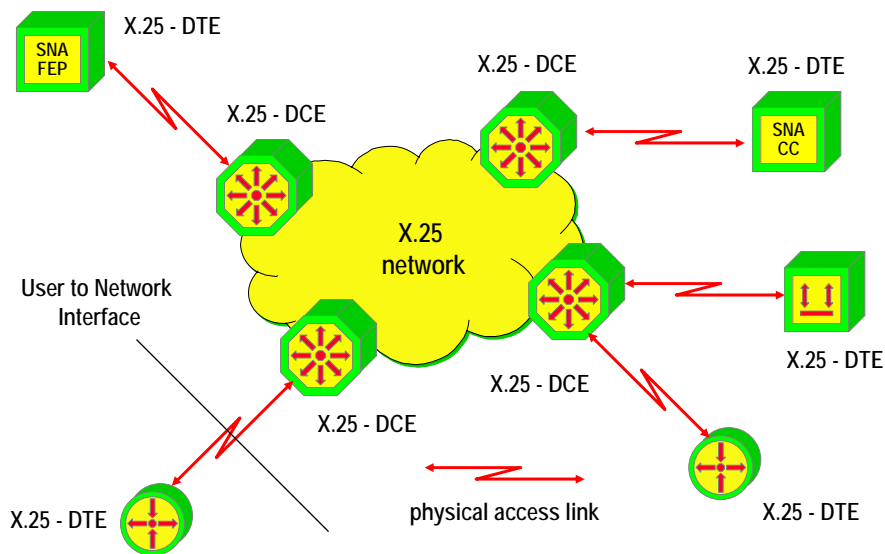 X.25 - DTE
SNA
FEP
X.25 - DCE
X.25 - DCE
X.25 - DTE
SNA
CC
X.25
network
User to Network
Interface
X.25 - DTE
X.25 - DCE
X.25 - DCE
physical access link
X.25 - DTE
X.25 - DTE